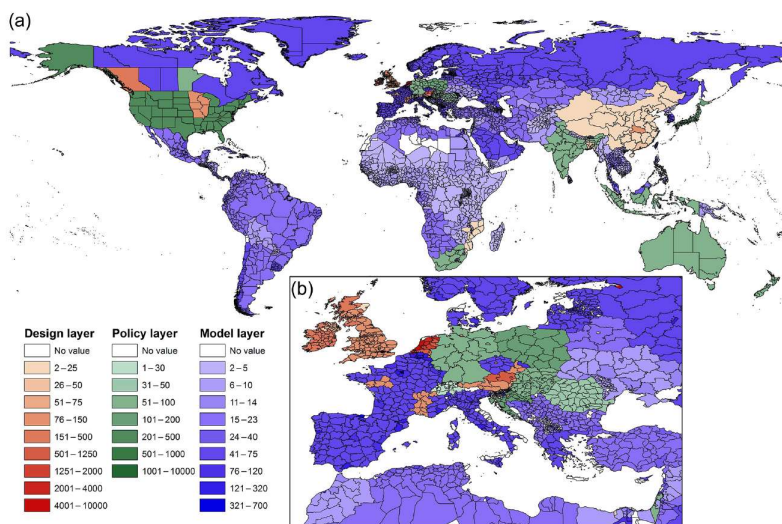 (a)
(b)
Design layer Policy layer Model layer
No value No value No value
2–25 1–30 2–5
26–50 31–50 6–10
51–75 51–100 11–14
76–150 101–200 15–23
151–500 201–500 24–40
501–1250 501–1000 41–75
1251–2000 1001–10000 76–120
2001–4000 121–320
4001–10000 321–700